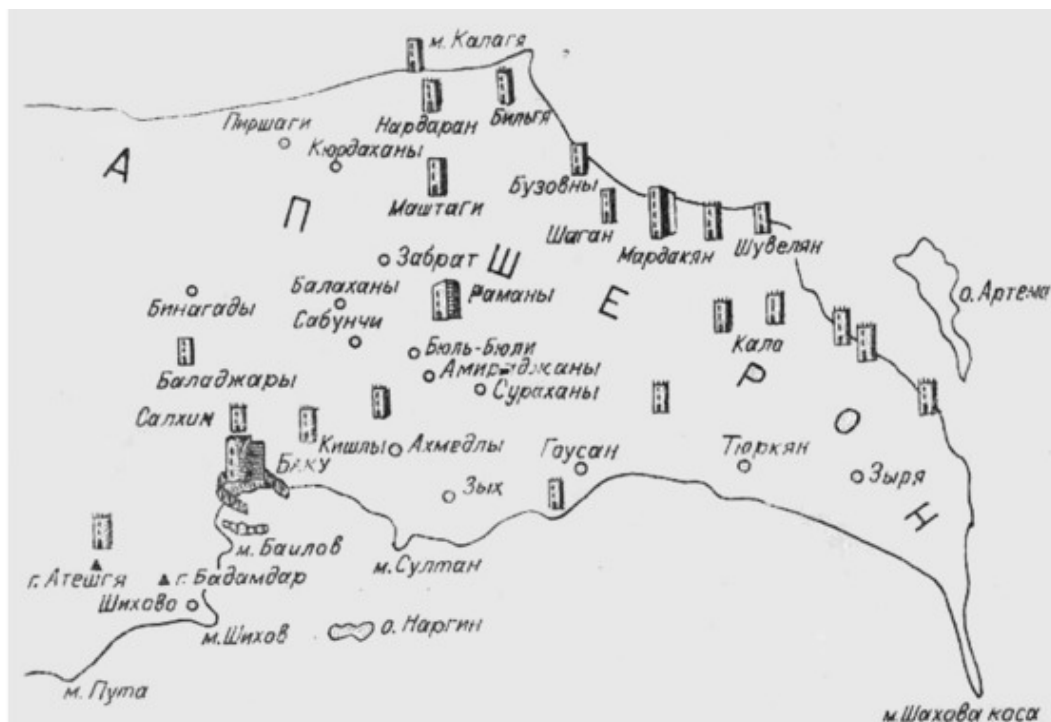 м. Калагя
Нардаран
Бильгя
Пиршаги
Кюрдаханы
А
Бузовны
Маштаги
П
Шаган
Мардакян
Шувелян
Забрат
Ш
Е
о. Артема
Балаханы
Раманы
Бинагады
Сабунчи
Кала
Бюль-Бюли
Баладжары
Амираджаны
Р
Сураханы
Салхим
О
Кишлы
Ахмедлы
Гоусан
Тюркян
Баку
Зых
Зыря
Н
м. Баилов
м. Султан
г. Атешгя
г. Бадамдар
Шихово
м. Шихов
о. Наргин
м. Пута
м. Шахова коса